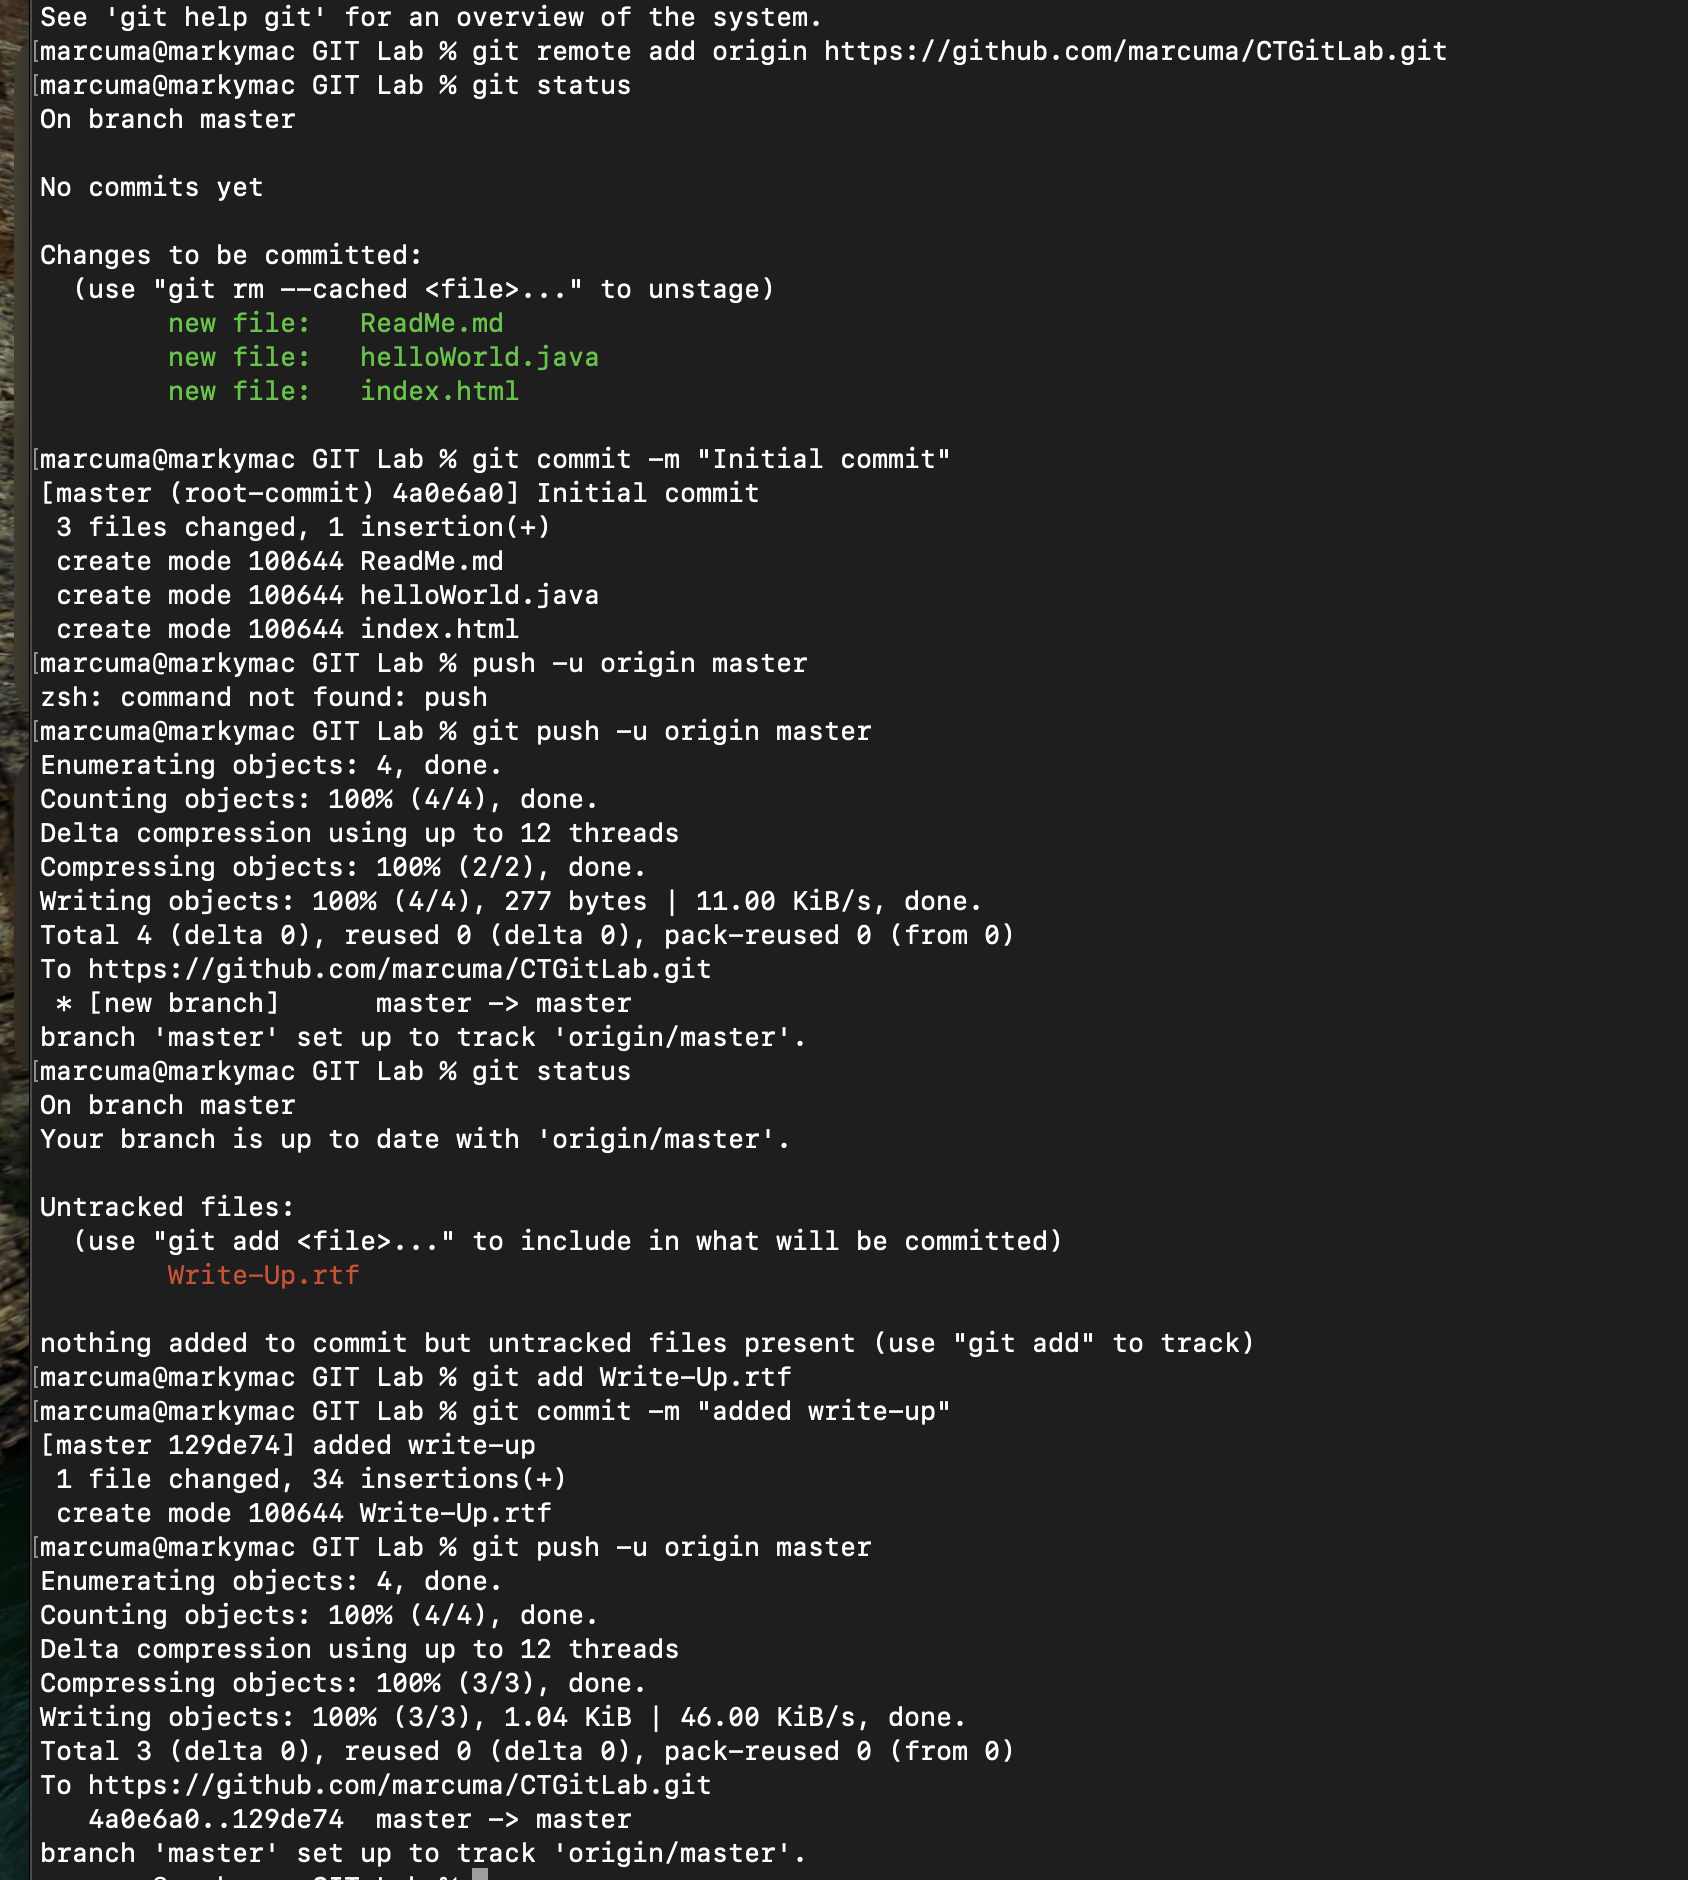 See 'git help git' for an overview of the system.
[marcuma@markymac GIT Lab % git remote add origin https://github.com/marcuma/CTGitLab.git
[marcuma@markymac GIT Lab % git status
On branch master
No commits yet
Changes to be committed:
  (use "git rm --cached <file>..." to unstage)
        new file:   ReadMe.md
        new file:   helloWorld.java
        new file:   index.html
[marcuma@markymac GIT Lab % git commit -m "Initial commit"
[master (root-commit) 4a0e6a0] Initial commit
 3 files changed, 1 insertion(+)
 create mode 100644 ReadMe.md
 create mode 100644 helloWorld.java
 create mode 100644 index.html
[marcuma@markymac GIT Lab % push -u origin master
zsh: command not found: push
[marcuma@markymac GIT Lab % git push -u origin master
Enumerating objects: 4, done.
Counting objects: 100% (4/4), done.
Delta compression using up to 12 threads
Compressing objects: 100% (2/2), done.
Writing objects: 100% (4/4), 277 bytes | 11.00 KiB/s, done.
Total 4 (delta 0), reused 0 (delta 0), pack-reused 0 (from 0)
To https://github.com/marcuma/CTGitLab.git
 * [new branch]      master -> master
branch 'master' set up to track 'origin/master'.
[marcuma@markymac GIT Lab % git status
On branch master
Your branch is up to date with 'origin/master'.
Untracked files:
  (use "git add <file>..." to include in what will be committed)
        Write-Up.rtf
nothing added to commit but untracked files present (use "git add" to track)
[marcuma@markymac GIT Lab % git add Write-Up.rtf
[marcuma@markymac GIT Lab % git commit -m "added write-up"
[master 129de74] added write-up
 1 file changed, 34 insertions(+)
 create mode 100644 Write-Up.rtf
[marcuma@markymac GIT Lab % git push -u origin master
Enumerating objects: 4, done.
Counting objects: 100% (4/4), done.
Delta compression using up to 12 threads
Compressing objects: 100% (3/3), done.
Writing objects: 100% (3/3), 1.04 KiB | 46.00 KiB/s, done.
Total 3 (delta 0), reused 0 (delta 0), pack-reused 0 (from 0)
To https://github.com/marcuma/CTGitLab.git
   4a0e6a0..129de74  master -> master
branch 'master' set up to track 'origin/master'.